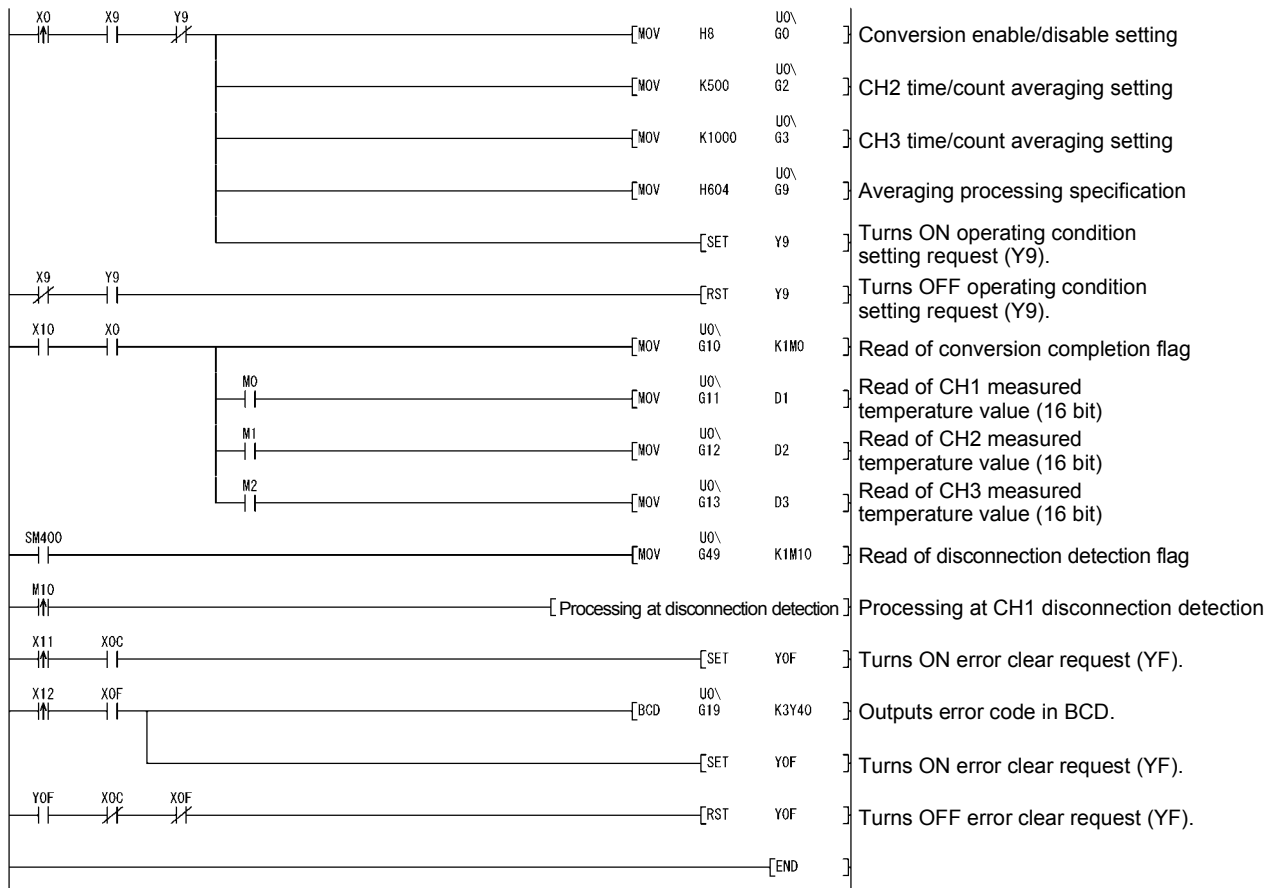 X0 X9 Y9
U0\
MOV H8 G0 Conversion enable/disable setting
U0\
MOV K500 G2 CH2 time/count averaging setting
U0\
MOV K1000 G3 CH3 time/count averaging setting
U0\
MOV H604 G9 Averaging processing specification
SET Y9 Turns ON operating condition
setting request (Y9).
X9 Y9
RST Y9 Turns OFF operating condition
setting request (Y9).
X10 X0
U0\
MOV G10 K1M0 Read of conversion completion flag
M0
U0\
MOV G11 D1 Read of CH1 measured
temperature value (16 bit)
M1
U0\
MOV G12 D2 Read of CH2 measured
temperature value (16 bit)
M2
U0\
MOV G13 D3 Read of CH3 measured
temperature value (16 bit)
SM400
U0\
MOV G49 K1M10 Read of disconnection detection flag
M10
Processing at disconnection detection Processing at CH1 disconnection detection
X11 X0C
SET Y0F Turns ON error clear request (YF).
X12 X0F
U0\
BCD G19 K3Y40 Outputs error code in BCD.
SET Y0F Turns ON error clear request (YF).
Y0F X0C X0F
RST Y0F Turns OFF error clear request (YF).
END